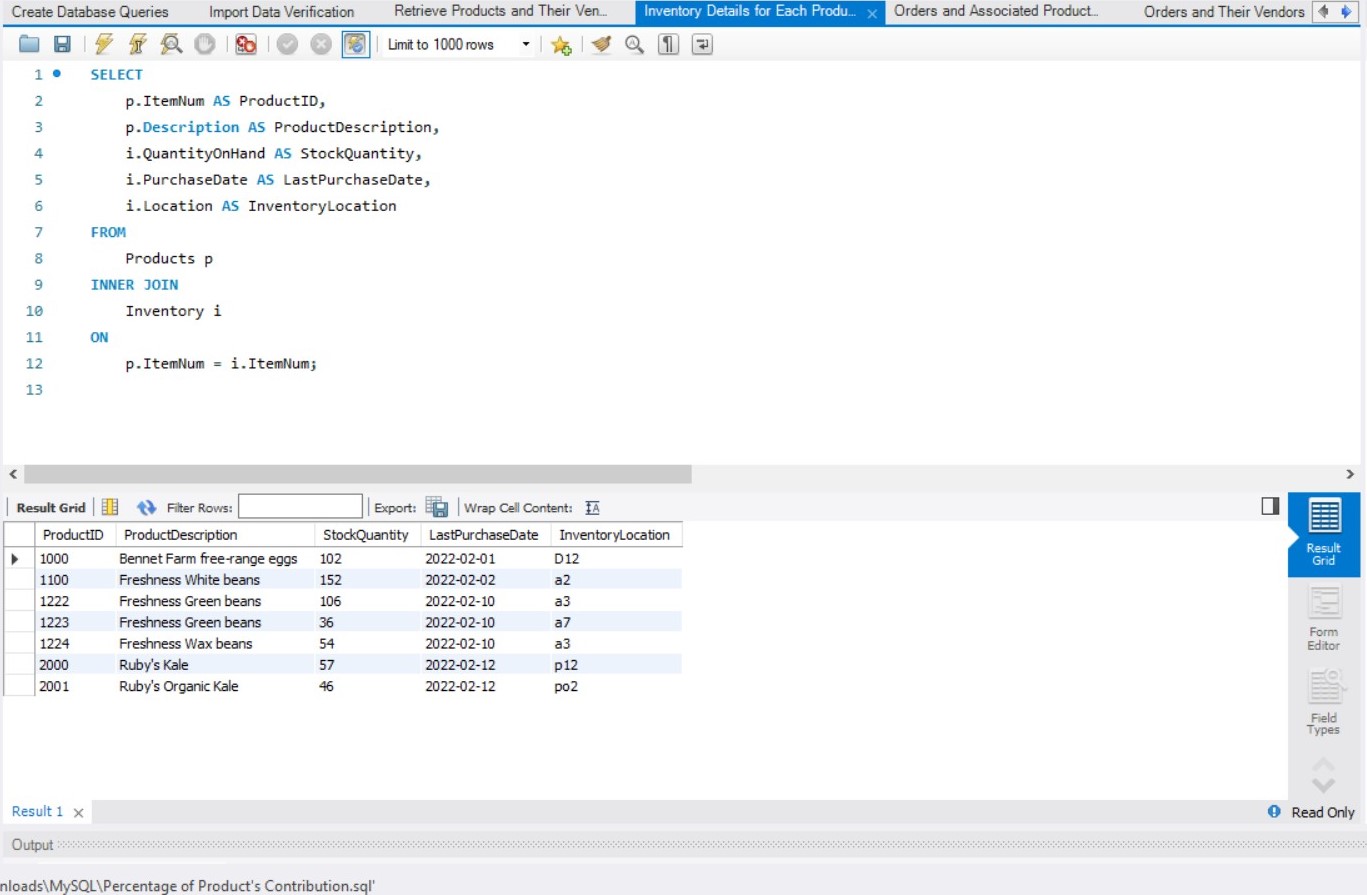 Create Database Queries Import Data Verification Retrieve Products and Their Ven... Inventory Details for Each Produ... Orders and Associated Product... Orders and Their Vendors
Limit to 1000 rows
1 SELECT
2 p.ItemNum AS ProductID,
3 p.Description AS ProductDescription,
4 i.QuantityOnHand AS StockQuantity,
5 i.PurchaseDate AS LastPurchaseDate,
6 i.Location AS InventoryLocation
7 FROM
8 Products p
9 INNER JOIN
10 Inventory i
11 ON
12 p.ItemNum = i.ItemNum;
13
Result Grid Filter Rows: Export: Wrap Cell Content: IA
ProductID ProductDescription StockQuantity LastPurchaseDate InventoryLocation
1000 Bennet Farm free-range eggs 102 2022-02-01 D12
1100 Freshness White beans 152 2022-02-02 a2
1222 Freshness Green beans 106 2022-02-10 a3
1223 Freshness Green beans 36 2022-02-10 a7
1224 Freshness Wax beans 54 2022-02-10 a3
2000 Ruby's Kale 57 2022-02-12 p12
2001 Ruby's Organic Kale 46 2022-02-12 po2
Result
Grid
Form
Editor
Field
Types
Result 1 Read Only
Output
nloads\MySQL\Percentage of Product's Contribution.sql'